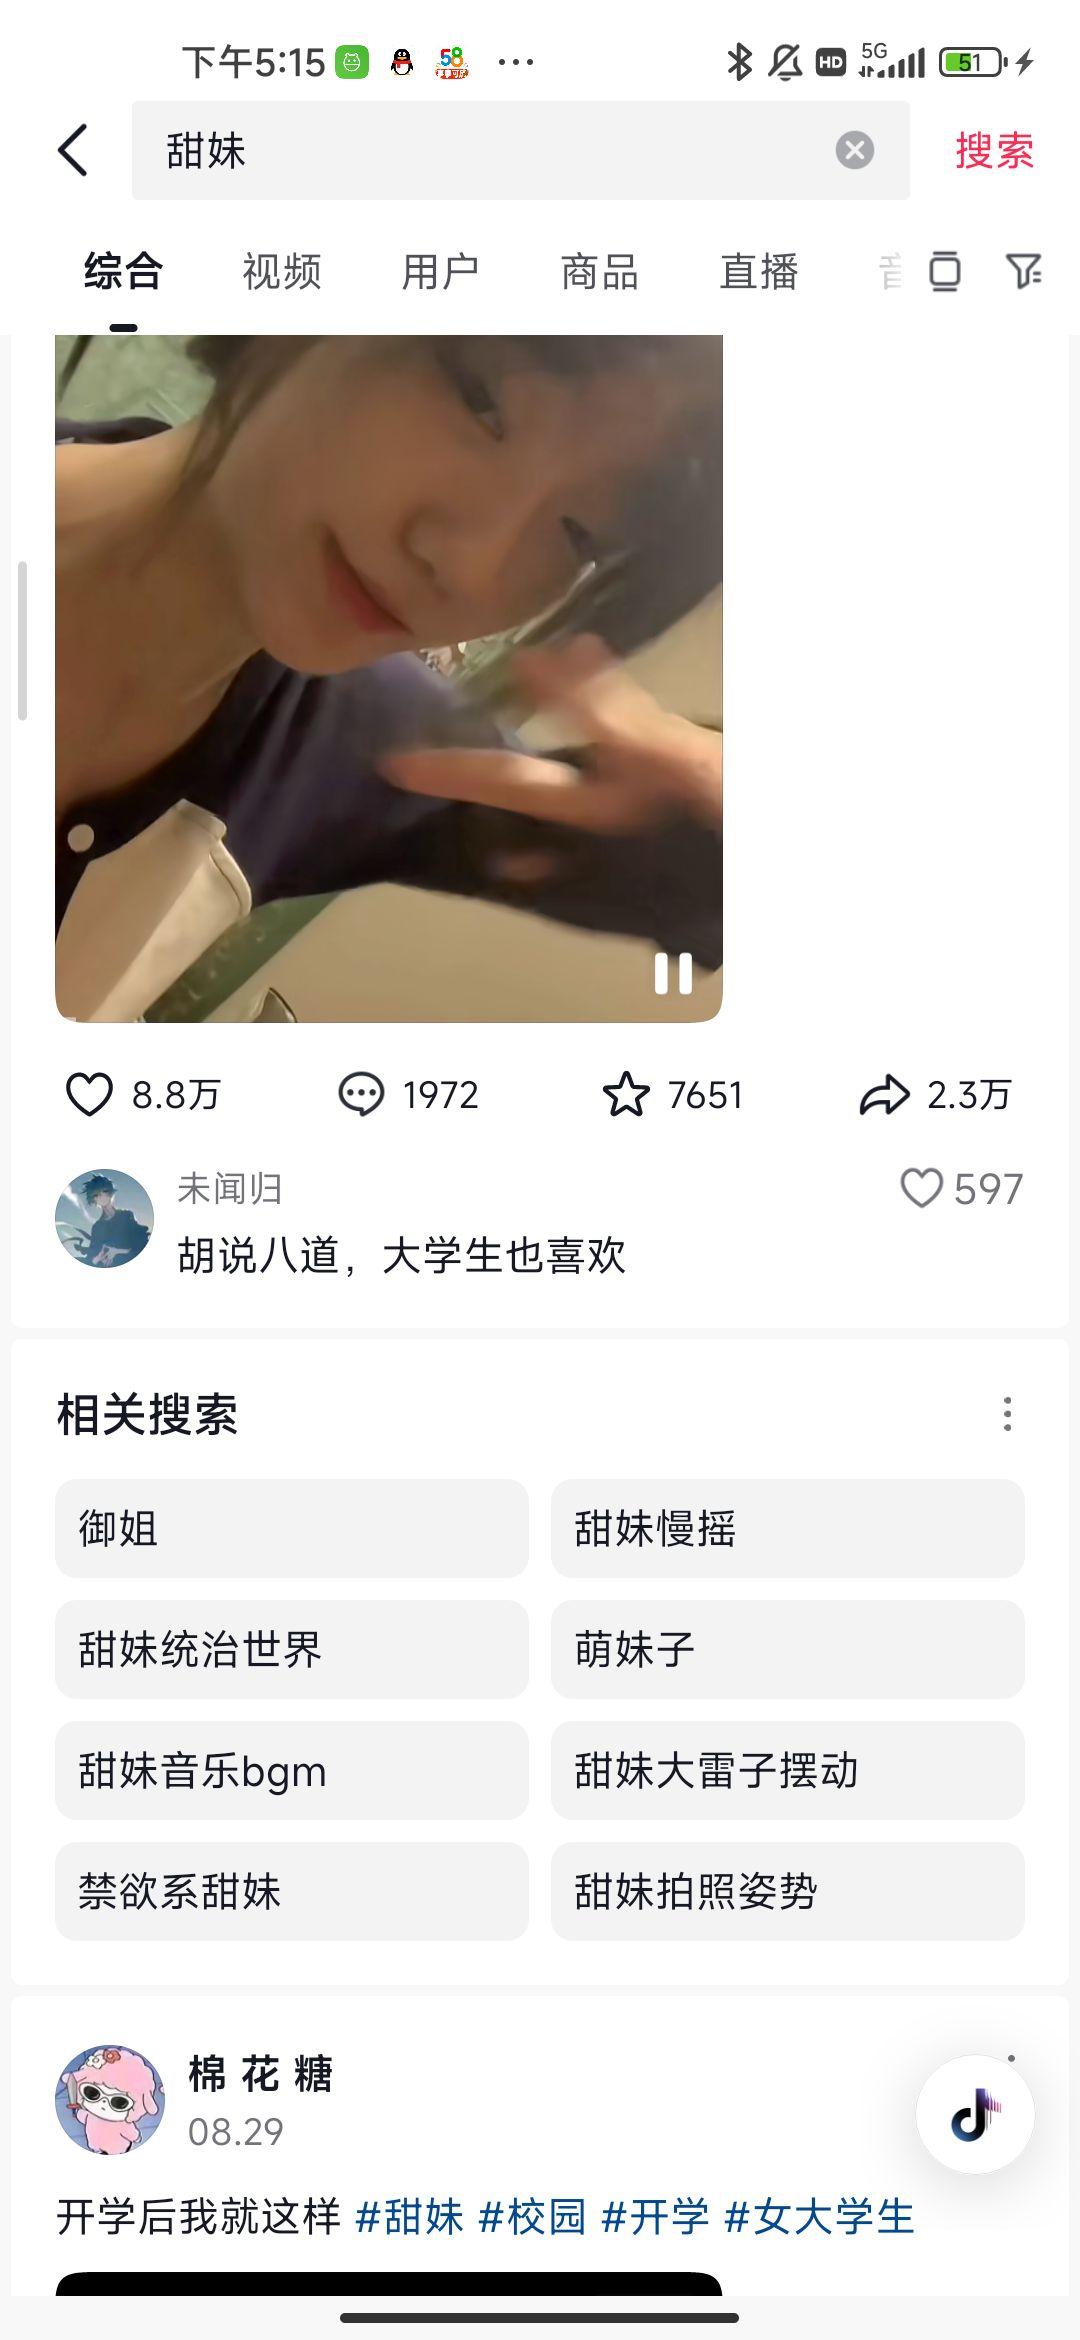 下午5:15
58
HD
5G
51
甜妹
搜索
综合 视频 用户 商品 直播
8.8万 1972 7651 2.3万
未闻归
597
胡说八道，大学生也喜欢
相关搜索
御姐 甜妹慢摇
甜妹统治世界 萌妹子
甜妹音乐bgm 甜妹大雷子摆动
禁欲系甜妹 甜妹拍照姿势
棉 花 糖
08.29
开学后我就这样 #甜妹 #校园 #开学 #女大学生